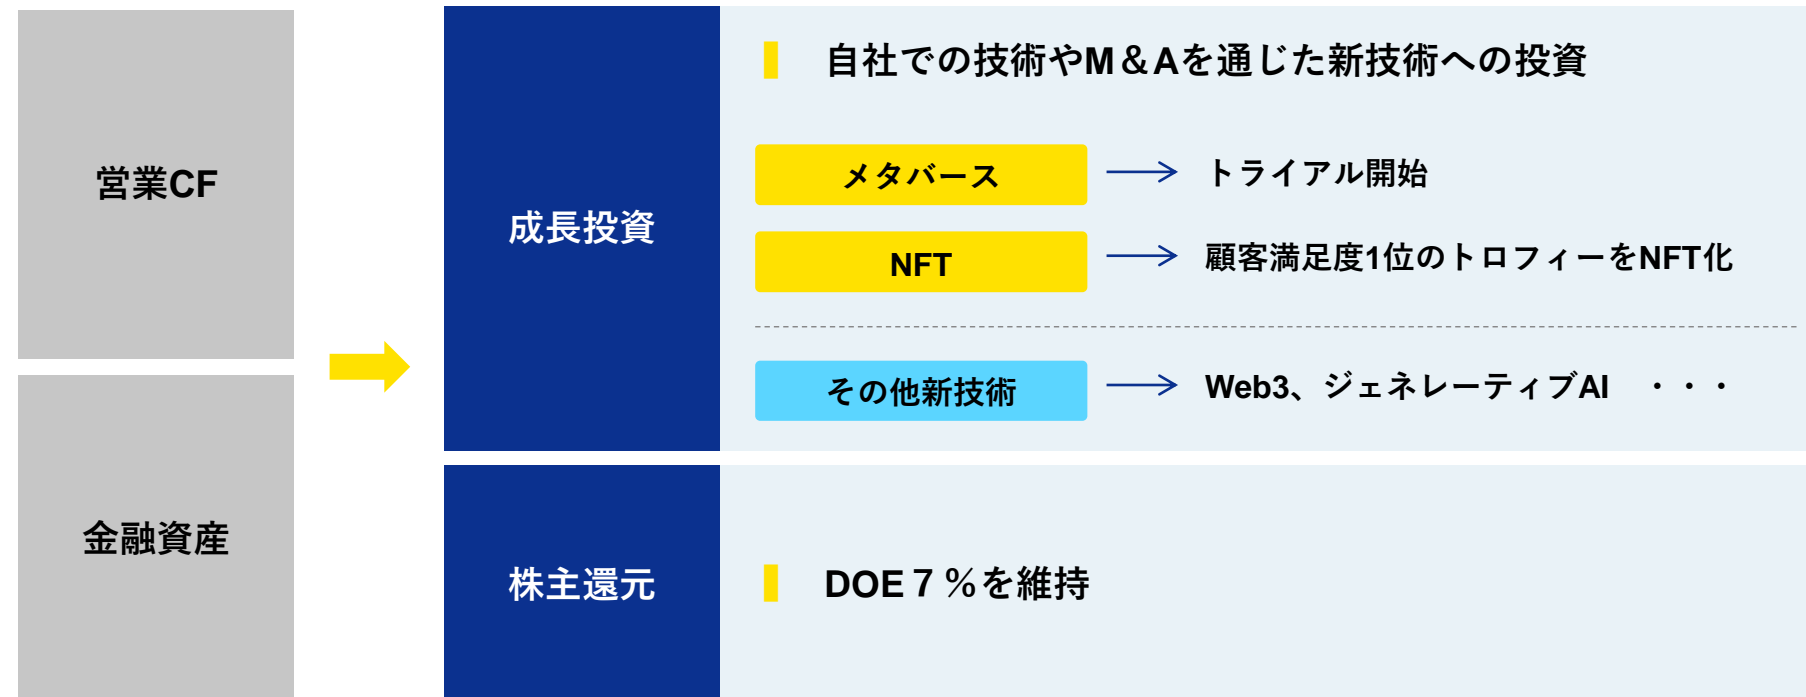 営業CF
金融資産
成長投資
自社での技術やM＆Aを通じた新技術への投資
メタバース
トライアル開始
NFT
顧客満足度1位のトロフィーをNFT化
その他新技術
Web3、ジェネレーティブAI　・・・
株主還元
DOE７％を維持